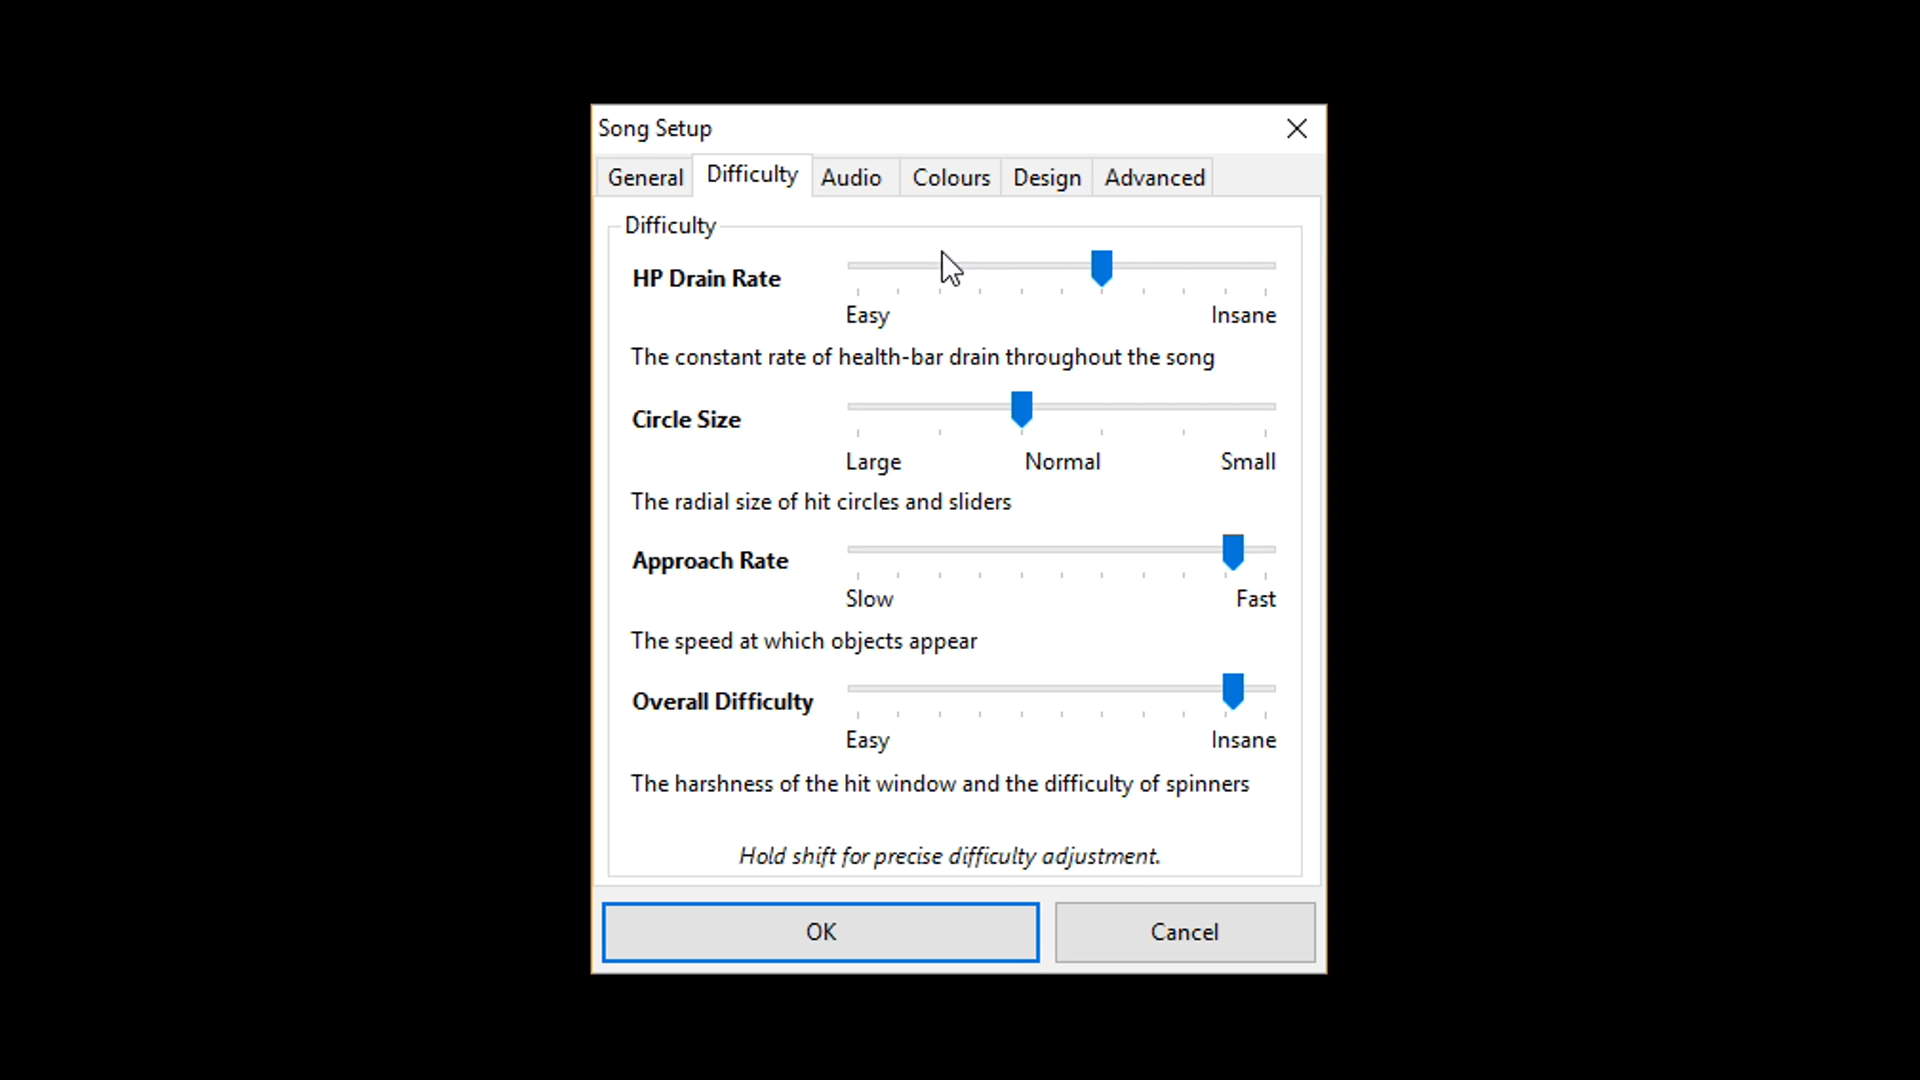 Song Setup
General Difficulty Audio Colours Design Advanced
Difficulty
HP Drain Rate
Easy Insane
The constant rate of health-bar drain throughout the song
Circle Size
Large Normal Small
The radial size of hit circles and sliders
Approach Rate
Slow Fast
The speed at which objects appear
Overall Difficulty
Easy Insane
The harshness of the hit window and the difficulty of spinners
Hold shift for precise difficulty adjustment.
OK Cancel